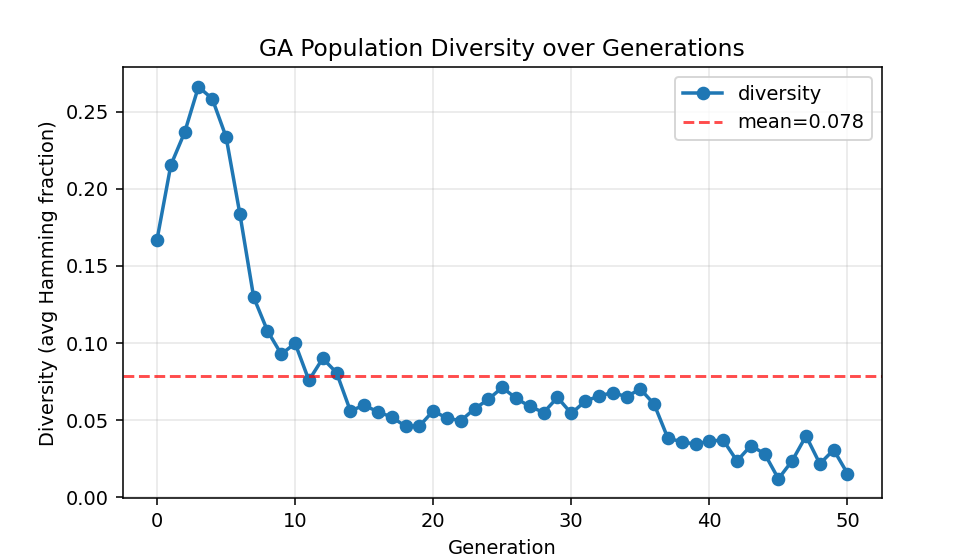 GA Population Diversity over Generations
diversity
mean=0.078
Diversity (avg Hamming fraction)
0.25
0.20
0.15
0.10
0.05
0.00
0 10 20 30 40 50
Generation